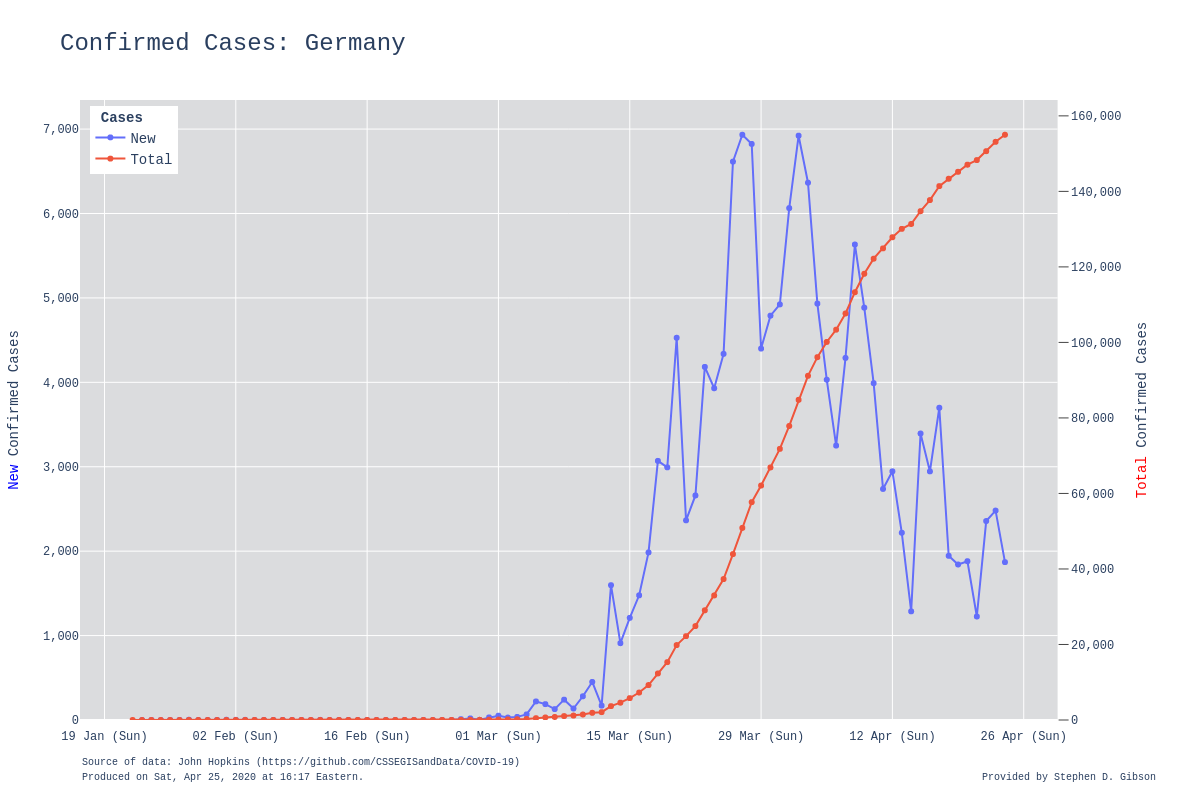 Confirmed Cases: Germany
Cases
New
Total
7,000
6,000
5,000
4,000
3,000
2,000
1,000
0
160,000
140,000
120,000
100,000
80,000
60,000
40,000
20,000
0
New Confirmed Cases
Total Confirmed Cases
19 Jan (Sun)
02 Feb (Sun)
16 Feb (Sun)
01 Mar (Sun)
15 Mar (Sun)
29 Mar (Sun)
12 Apr (Sun)
26 Apr (Sun)
Source of data: John Hopkins (https://github.com/CSSEGISandData/COVID-19)
Produced on Sat, Apr 25, 2020 at 16:17 Eastern.
Provided by Stephen D. Gibson